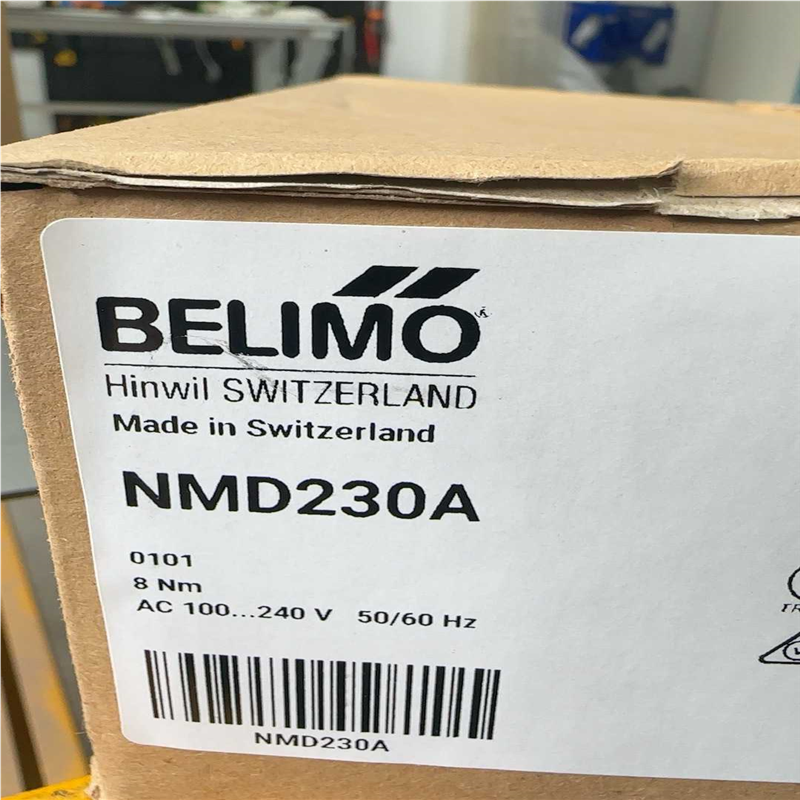 BELIMO
Hinwil SWITZERLAND
Made in Switzerland
NMD230A
0101
8 Nm
AC 100...240 V 50/60 Hz
NMD230A